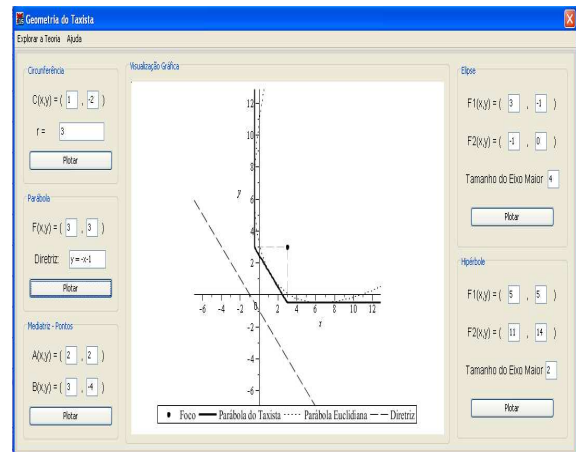 Geometria do Taxista
Explorar a Teoria Ajuda
Circunferência
C(x,y) = ( 1 , -2 )
r = 3
Plotar
Parábola
F(x,y) = ( 3 , 3 )
Diretriz: y = -x-1
Plotar
Mediatriz - Pontos
A(x,y) = ( 2 , 2 )
B(x,y) = ( 3 , -4 )
Plotar
Visualização Gráfica
12
10
8
6
y
4
2
-6 -4 -2 0 2 4 6 8 10 12
x
-2
-4
-6
Foco Parábola do Taxista Parábola Euclidiana Diretriz
Elipse
F1(x,y) = ( 3 , -1 )
F2(x,y) = ( -1 , 0 )
Tamanho do Eixo Maior 4
Plotar
Hipérbole
F1(x,y) = ( 5 , 5 )
F2(x,y) = ( 11 , 14 )
Tamanho do Eixo Maior 2
Plotar